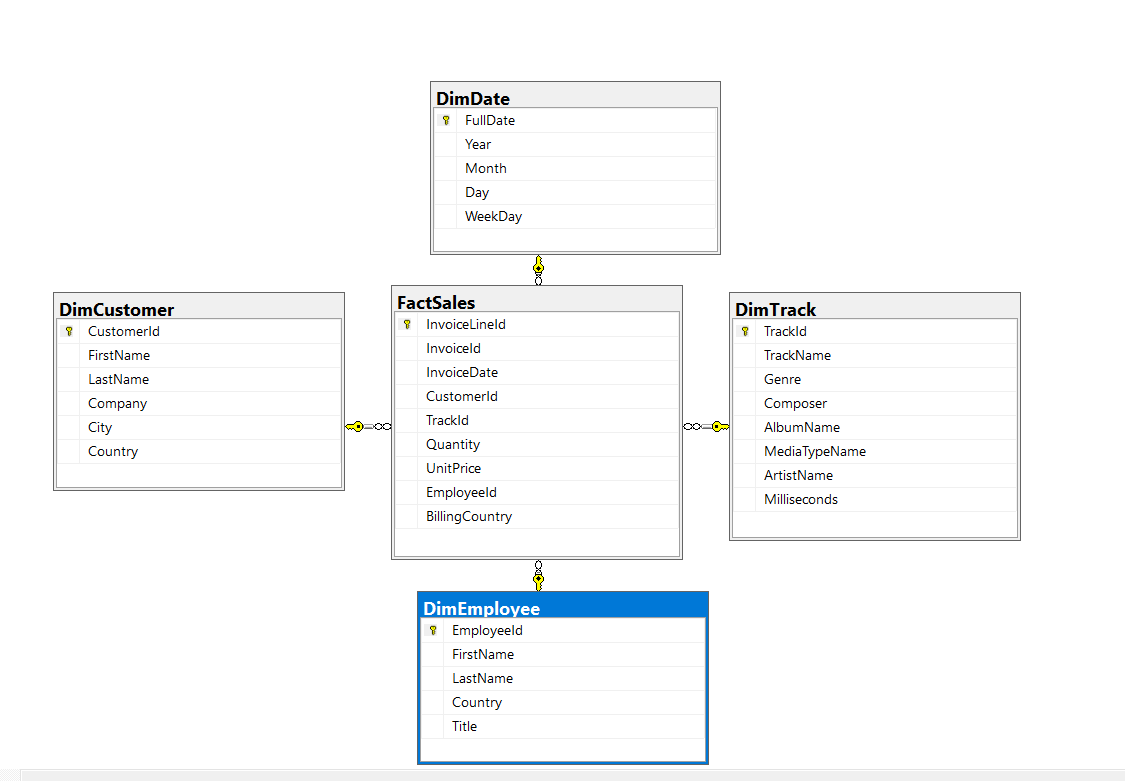 DimDate
FullDate
Year
Month
Day
WeekDay
DimCustomer
CustomerId
FirstName
LastName
Company
City
Country
FactSales
InvoiceLineId
InvoiceId
InvoiceDate
CustomerId
TrackId
Quantity
UnitPrice
EmployeeId
BillingCountry
DimTrack
TrackId
TrackName
Genre
Composer
AlbumName
MediaTypeName
ArtistName
Milliseconds
DimEmployee
EmployeeId
FirstName
LastName
Country
Title